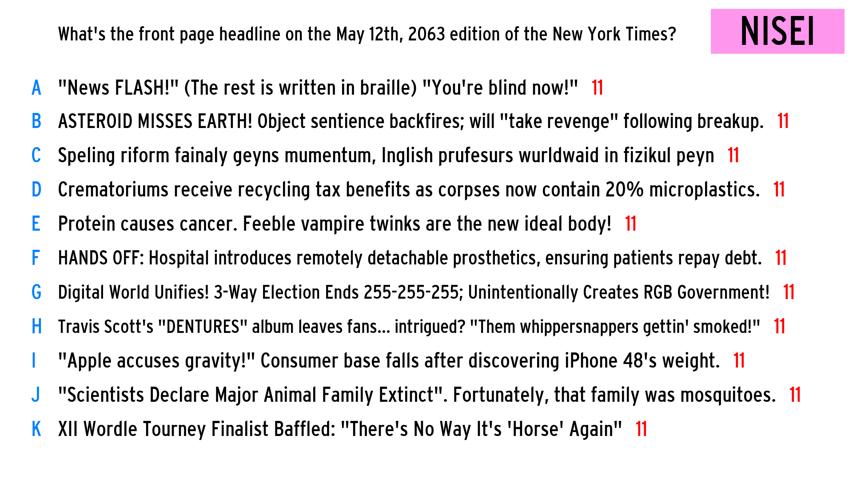 What's the front page headline on the May 12th, 2063 edition of the New York Times?
NISEI
A "News FLASH!" (The rest is written in braille) "You're blind now!" 11
B ASTEROID MISSES EARTH! Object sentience backfires; will "take revenge" following breakup. 11
C Speling riform fainaly geyns mumentum, Inglish prufesurs wurldwaid in fizikul peyn 11
D Crematoriums receive recycling tax benefits as corpses now contain 20% microplastics. 11
E Protein causes cancer. Feeble vampire twinks are the new ideal body! 11
F HANDS OFF: Hospital introduces remotely detachable prosthetics, ensuring patients repay debt. 11
G Digital World Unifies! 3-Way Election Ends 255-255-255; Unintentionally Creates RGB Government! 11
H Travis Scott's "DENTURES" album leaves fans... intrigued? "Them whippersnappers gettin' smoked!" 11
I "Apple accuses gravity!" Consumer base falls after discovering iPhone 48's weight. 11
J "Scientists Declare Major Animal Family Extinct". Fortunately, that family was mosquitoes. 11
K XII Wordle Tourney Finalist Baffled: "There's No Way It's 'Horse' Again" 11